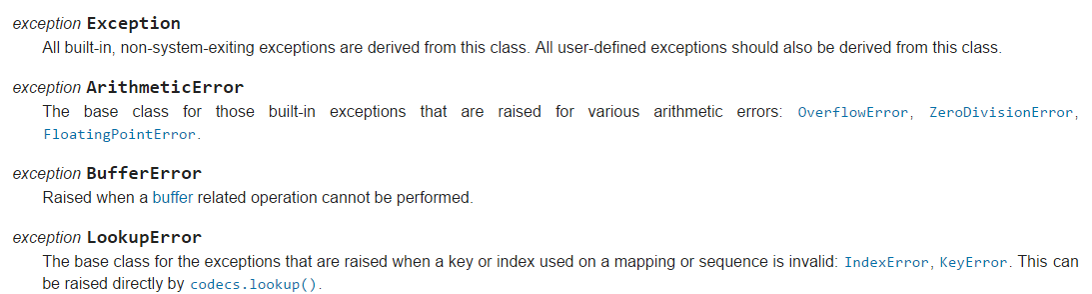 exception Exception
All built-in, non-system-exiting exceptions are derived from this class. All user-defined exceptions should also be derived from this class.
exception ArithmeticError
The base class for those built-in exceptions that are raised for various arithmetic errors: OverflowError, ZeroDivisionError,
FloatingPointError.
exception BufferError
Raised when a buffer related operation cannot be performed.
exception LookupError
The base class for the exceptions that are raised when a key or index used on a mapping or sequence is invalid: IndexError, KeyError. This can
be raised directly by codecs.lookup().